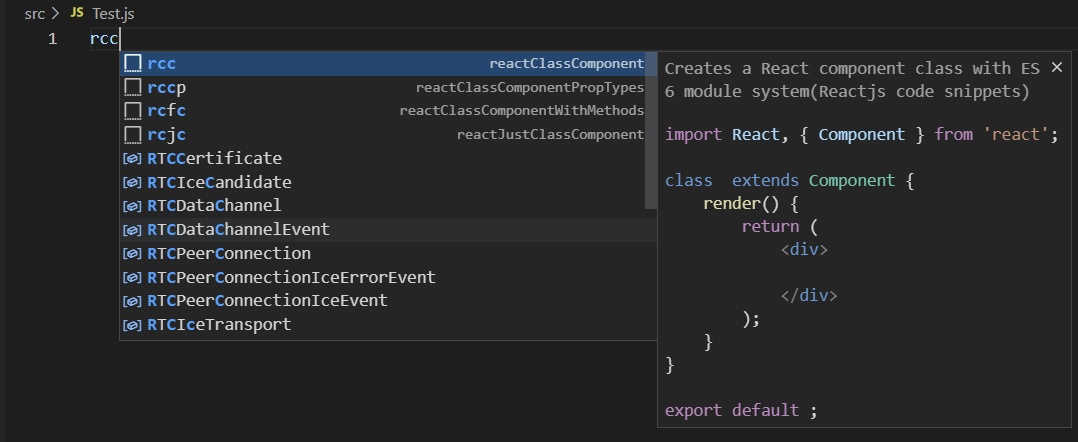 src > JS Test.js
1 rcc
rcc reactClassComponent
rccp reactClassComponentPropTypes
rcfc reactClassComponentWithMethods
rcjc reactJustClassComponent
RTCCertificate
RTCIceCandidate
RTCDataChannel
RTCDataChannelEvent
RTCPeerConnection
RTCPeerConnectionIceErrorEvent
RTCPeerConnectionIceEvent
RTCIceTransport
Creates a React component class with ES
6 module system(Reactjs code snippets)
import React, { Component } from 'react';
class  extends Component {
    render() {
        return (
            <div>
            </div>
        );
    }
}
export default ;